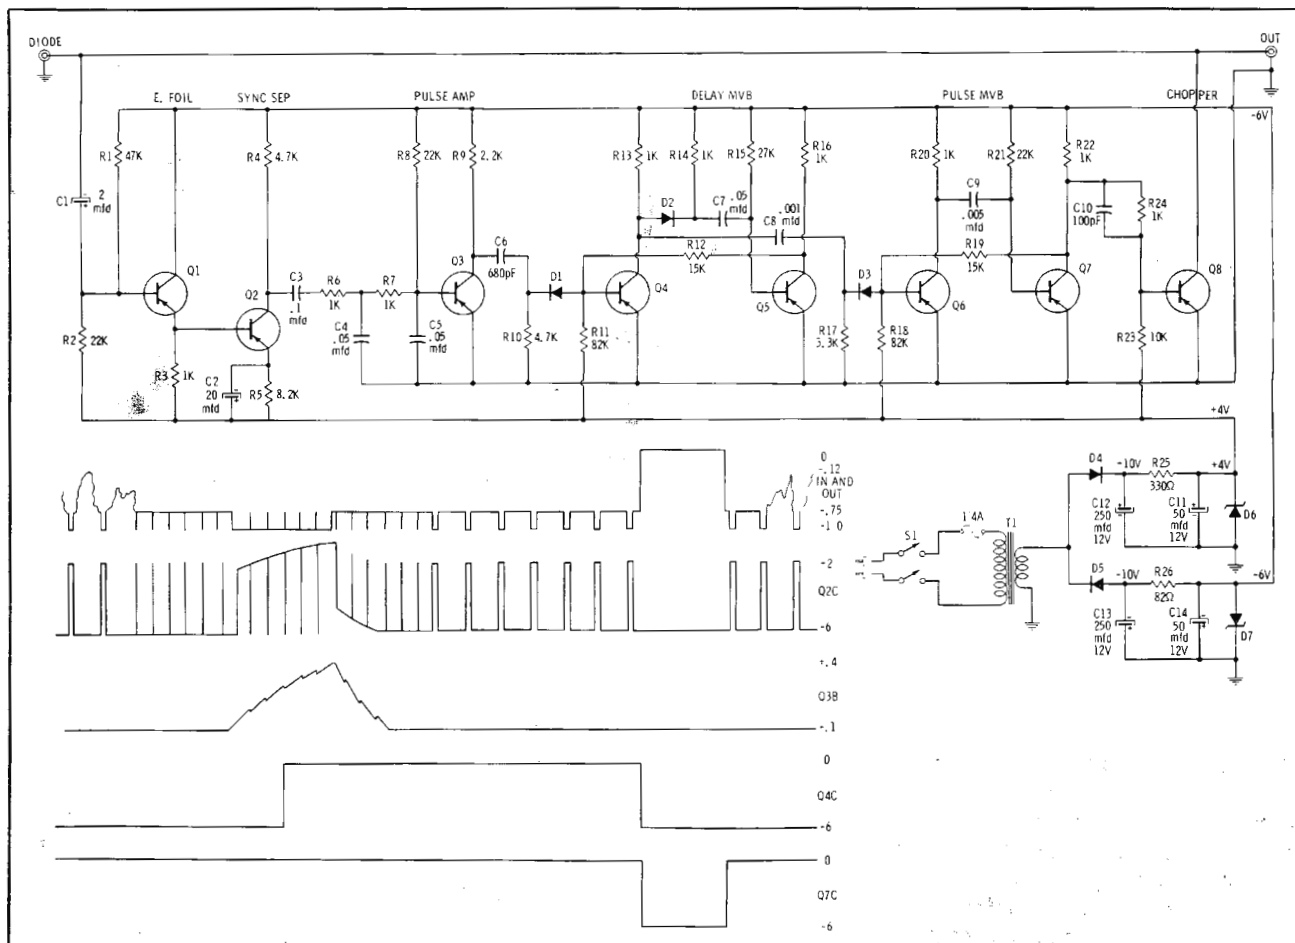 DIODE
OUT
E. FOIL
SYNC SEP
PULSE AMP
DELAY MVB
PULSE MVB
CHOPPER
-6V
R1 47K
R4 4.7K
R8 22K
R9 2.2K
R13 1K
R14 1K
R15 27K
R16 1K
R20 1K
R21 22K
R22 1K
C1 2 mfd
D2
C7 .05 mfd
C8 .001 mfd
C9 .005 mfd
C10 100pF
R24 1K
Q1
Q2
C3 .1 mfd
R6 1K
R7 1K
Q3
C6 680pF
D1
R12 15K
Q4
Q5
D3
R19 15K
Q6
Q7
Q8
R2 22K
R3 1K
C2 20 mfd
R5 8.2K
C4 .05 mfd
C5 .05 mfd
R10 4.7K
R11 82K
R17 3.3K
R18 82K
R23 10K
+4V
0
-.12
IN AND
OUT
-.75
-1 0
-2
Q2C
-6
+.4
Q3B
-.1
0
Q4C
-6
0
Q7C
-6
S1
1/4A
T1
D4
-10V
R25
330Ω
+4V
C12 250 mfd 12V
C11 50 mfd 12V
D6
D5
-10V
R26
82Ω
-6V
C13 250 mfd 12V
C14 50 mfd 12V
D7